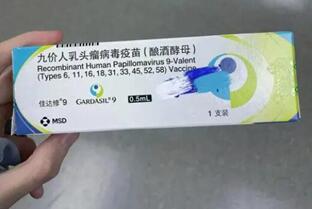 九价人乳头瘤病毒疫苗（酿酒酵母）
Recombinant Human Papillomavirus 9-Valent
(Types 6, 11, 16, 18, 31, 33, 45, 52, 58) Vaccine
佳达修®9
GARDASIL®9
0.5mL
MSD
1 支装